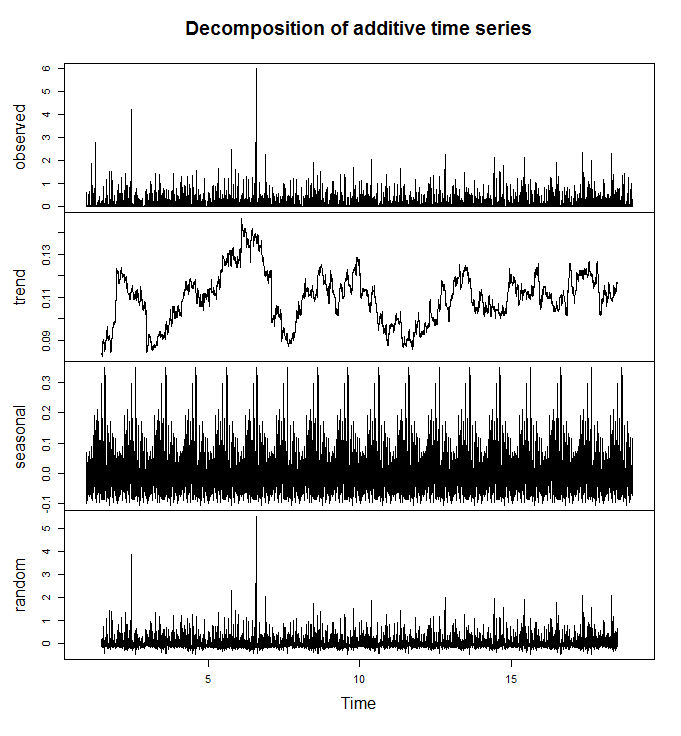 Decomposition of additive time series
observed
0 1 2 3 4 5 6
trend
0.09 0.11 0.13
seasonal
-0.1 0.0 0.1 0.2 0.3
random
0 1 2 3 4 5
5 10 15
Time